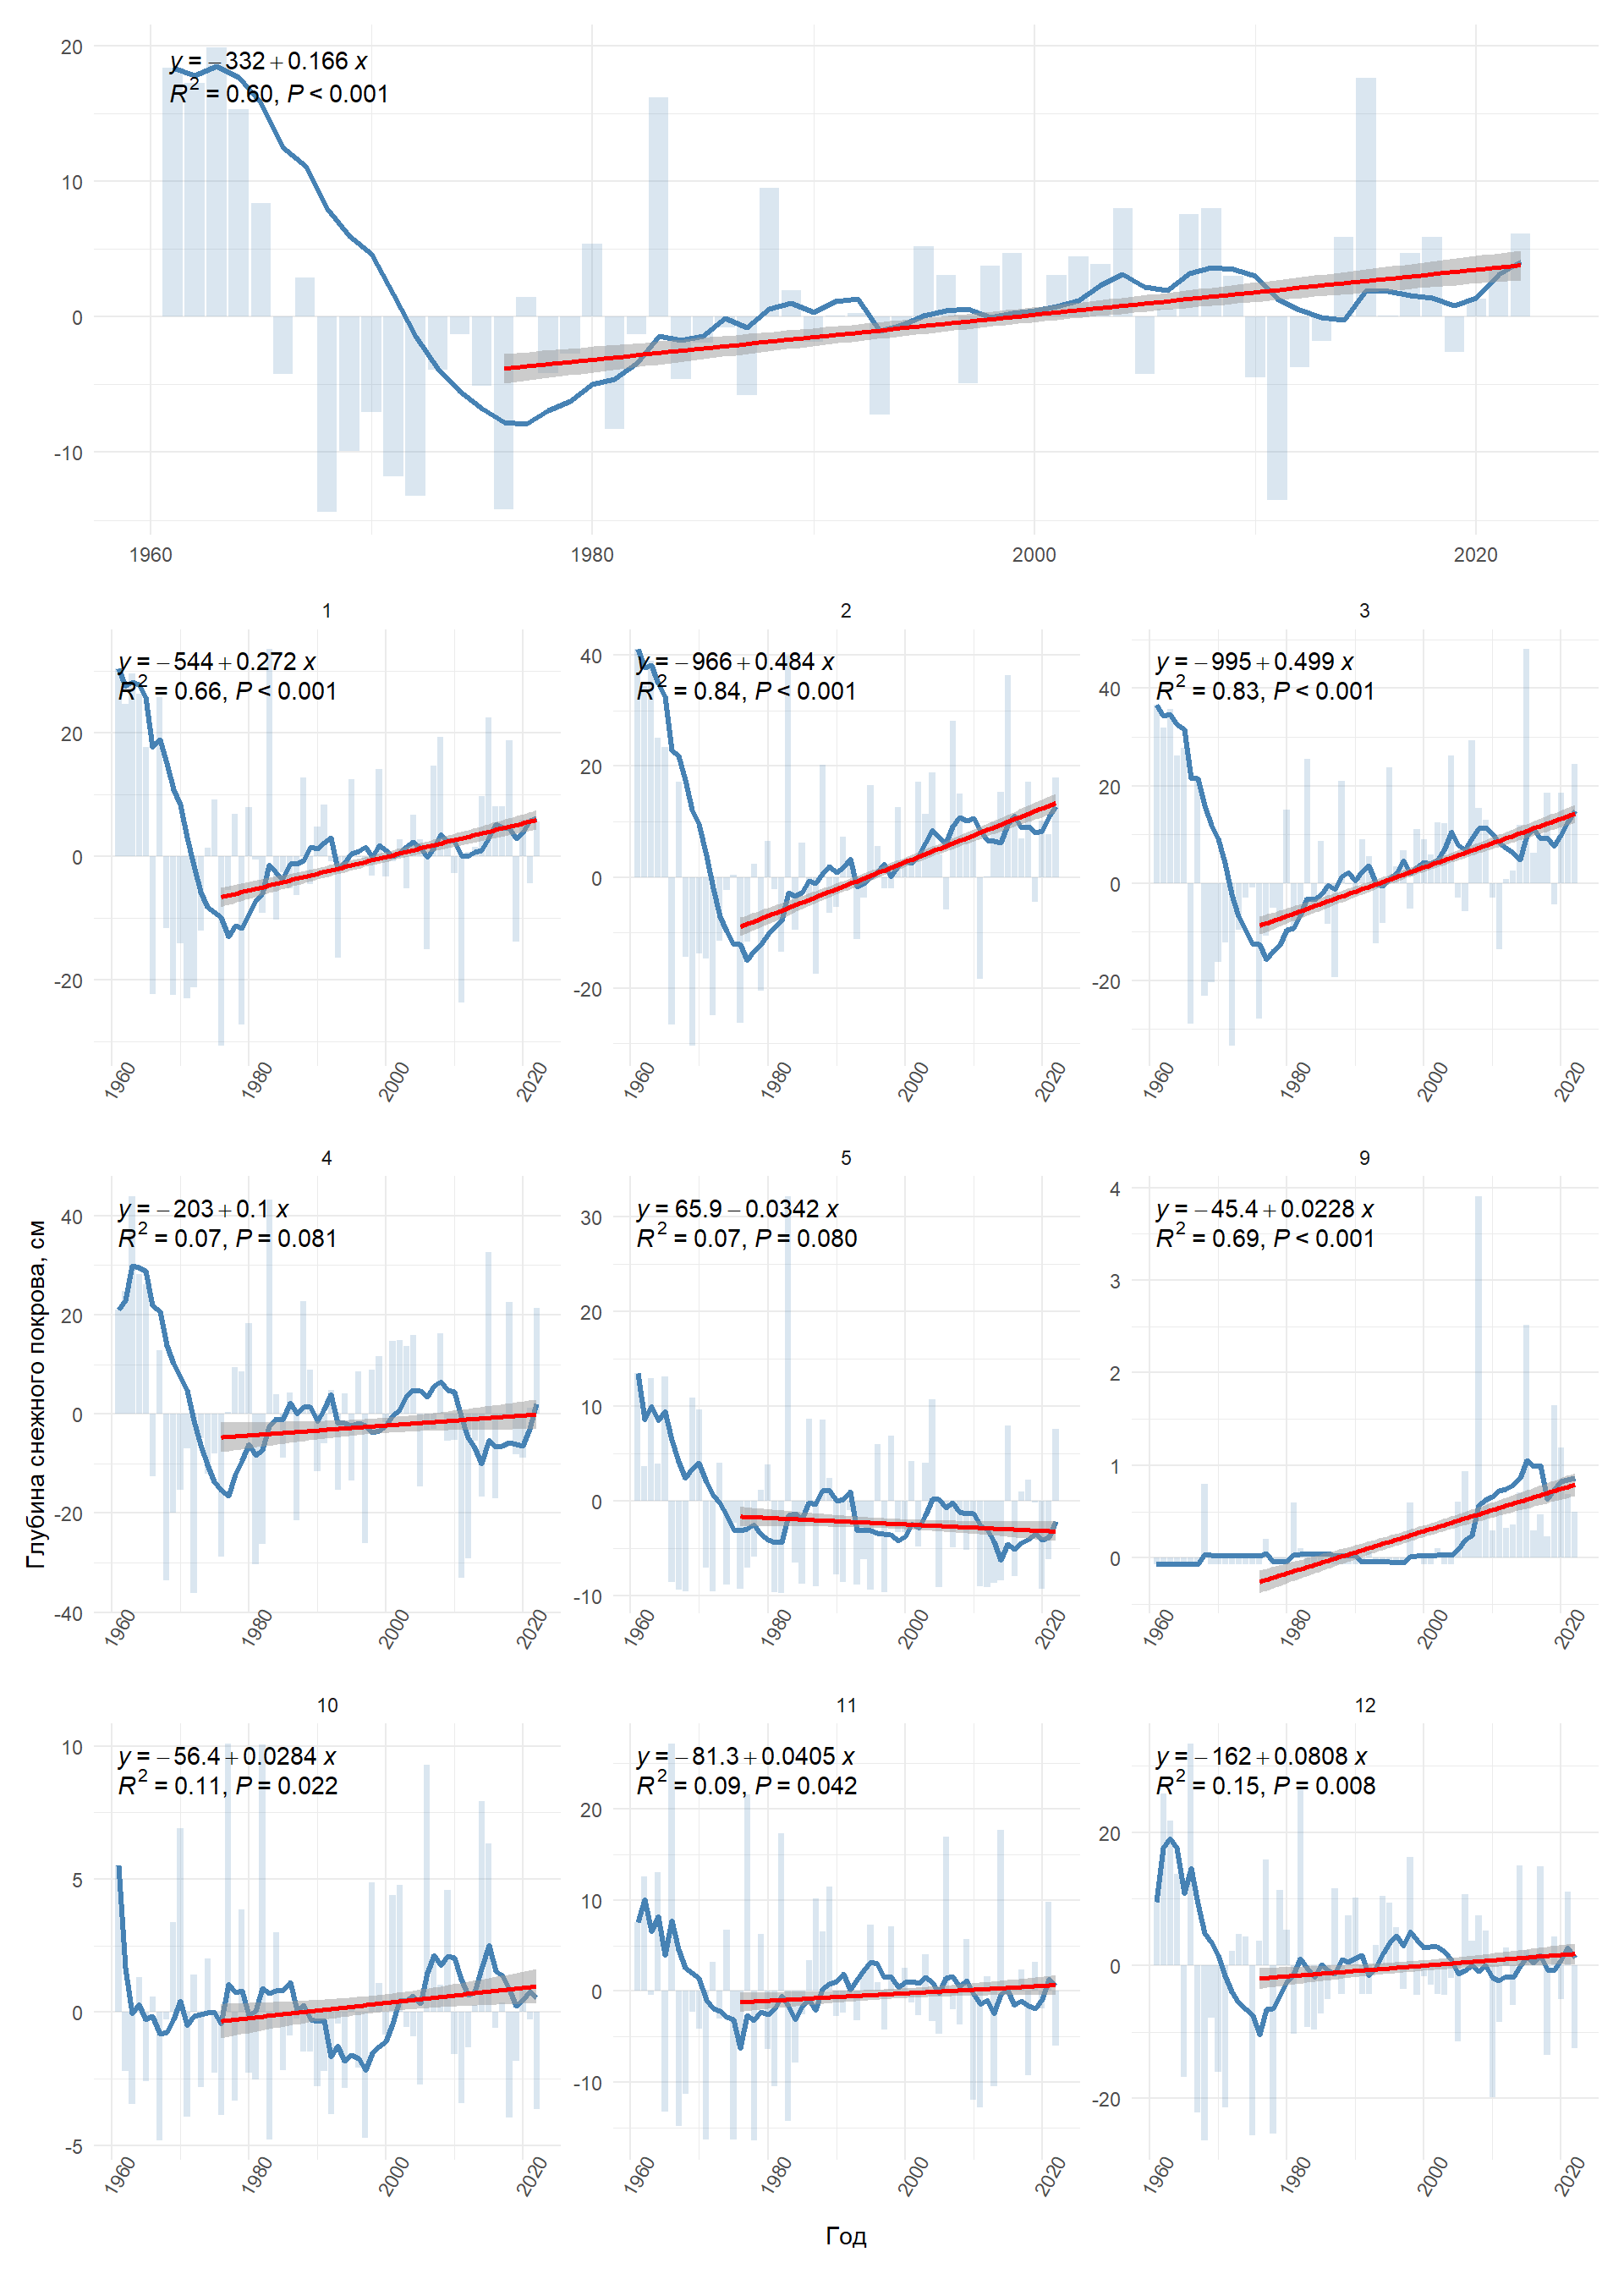 20
10
0
-10
y = −332 + 0.166 x
R² = 0.60, P < 0.001
1960 1980 2000 2020
1 2 3
y = −544 + 0.272 x
R² = 0.66, P < 0.001
20
0
-20
1960 1980 2000 2020
y = −966 + 0.484 x
R² = 0.84, P < 0.001
40
20
0
-20
1960 1980 2000 2020
y = −995 + 0.499 x
R² = 0.83, P < 0.001
40
20
0
-20
1960 1980 2000 2020
Глубина снежного покрова, см
4 5 9
y = −203 + 0.1 x
R² = 0.07, P = 0.081
40
20
0
-20
-40
1960 1980 2000 2020
y = 65.9 − 0.0342 x
R² = 0.07, P = 0.080
30
20
10
0
-10
1960 1980 2000 2020
y = −45.4 + 0.0228 x
R² = 0.69, P < 0.001
4
3
2
1
0
1960 1980 2000 2020
10 11 12
y = −56.4 + 0.0284 x
R² = 0.11, P = 0.022
10
5
0
-5
1960 1980 2000 2020
y = −81.3 + 0.0405 x
R² = 0.09, P = 0.042
20
10
0
-10
1960 1980 2000 2020
y = −162 + 0.0808 x
R² = 0.15, P = 0.008
20
0
-20
1960 1980 2000 2020
Год